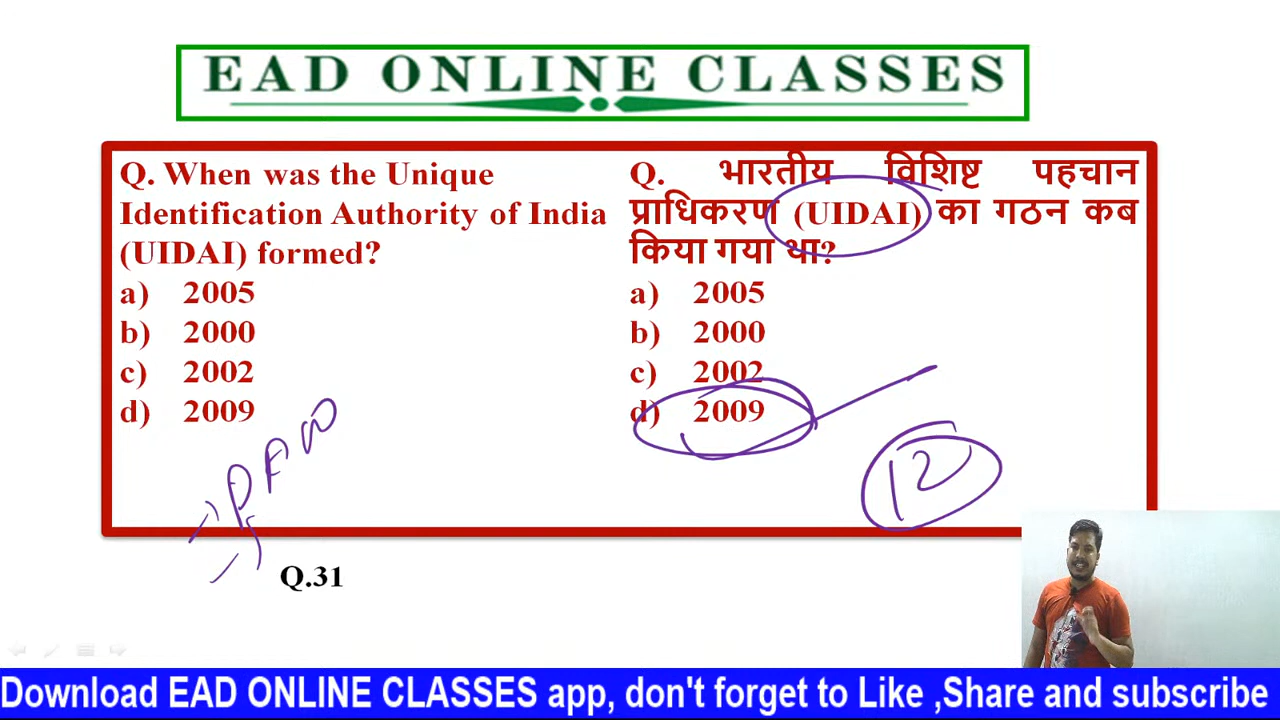 EAD ONLINE CLASSES
Q. When was the Unique
Identification Authority of India
(UIDAI) formed?
a) 2005
b) 2000
c) 2002
d) 2009
Q. भारतीय विशिष्ट पहचान
प्राधिकरण (UIDAI) का गठन कब
किया गया था?
a) 2005
b) 2000
c) 2002
d) 2009
12
Q.31
Download EAD ONLINE CLASSES app, don't forget to Like ,Share and subscribe